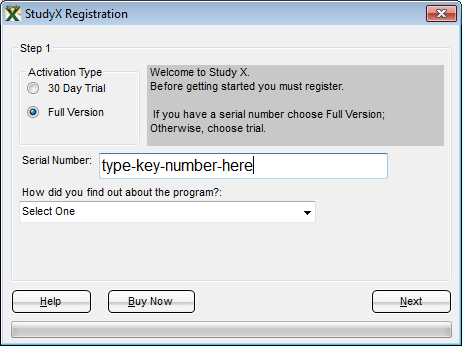 StudyX Registration
Step 1
Activation Type
30 Day Trial
Full Version
Welcome to Study X.
Before getting started you must register.
If you have a serial number choose Full Version;
Otherwise, choose trial.
Serial Number:
type-key-number-here
How did you find out about the program?:
Select One
Help
Buy Now
Next